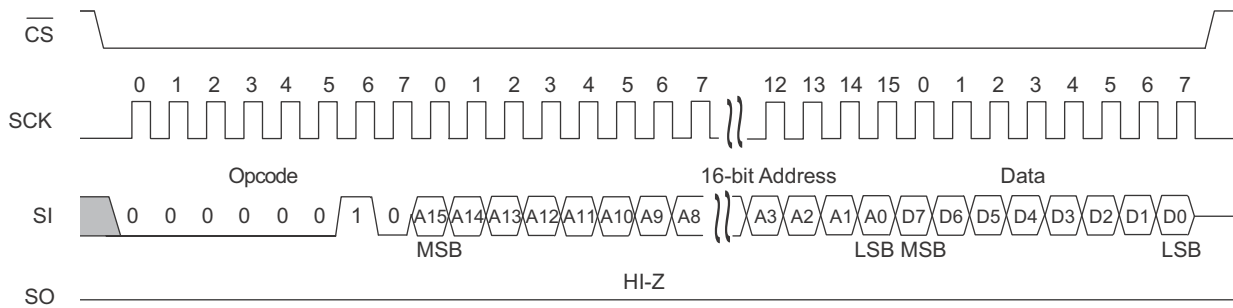 CS
0 1 2 3 4 5 6 7 0 1 2 3 4 5 6 7 12 13 14 15 0 1 2 3 4 5 6 7
SCK
Opcode 16-bit Address Data
SI 0 0 0 0 0 0 1 0 A15 A14 A13 A12 A11 A10 A9 A8 A3 A2 A1 A0 D7 D6 D5 D4 D3 D2 D1 D0
MSB LSB MSB LSB
HI-Z
SO